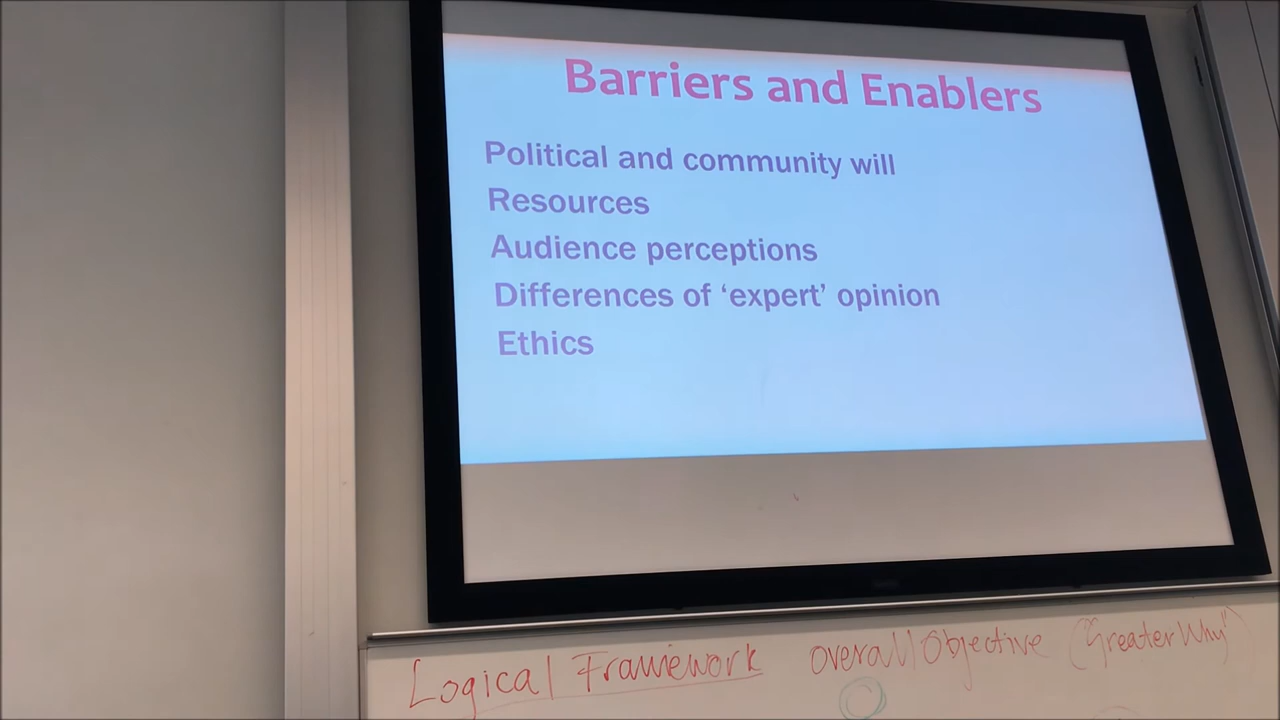 Barriers and Enablers
Political and community will
Resources
Audience perceptions
Differences of ‘expert’ opinion
Ethics
Logical Framework overall Objective ("Greater Why")